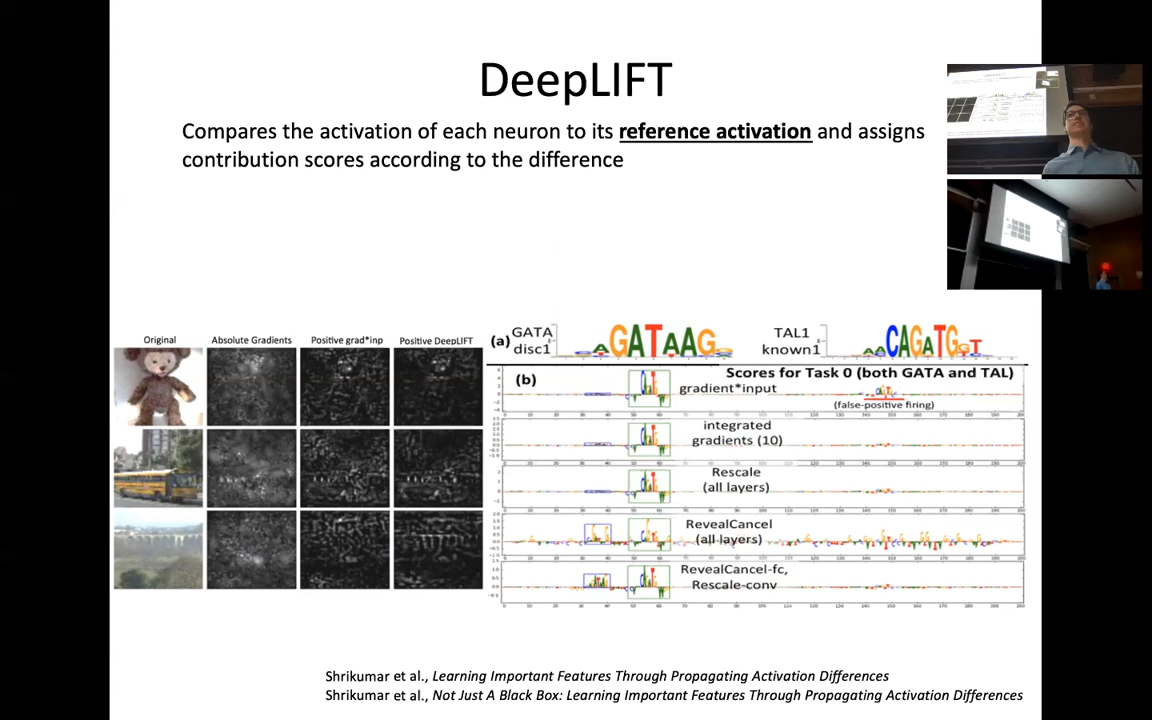 DeepLIFT
Compares the activation of each neuron to its reference activation and assigns
contribution scores according to the difference
Original
Absolute Gradients
Positive grad*inp
Positive DeepLIFT
(a)
GATA
disc1
GATAAG
TAL1
known1
CAGATG
(b)
Scores for Task 0 (both GATA and TAL)
gradient*input
(false-positive firing)
integrated
gradients (10)
Rescale
(all layers)
RevealCancel
(all layers)
RevealCancel-fc,
Rescale-conv
Shrikumar et al., Learning Important Features Through Propagating Activation Differences
Shrikumar et al., Not Just A Black Box: Learning Important Features Through Propagating Activation Differences